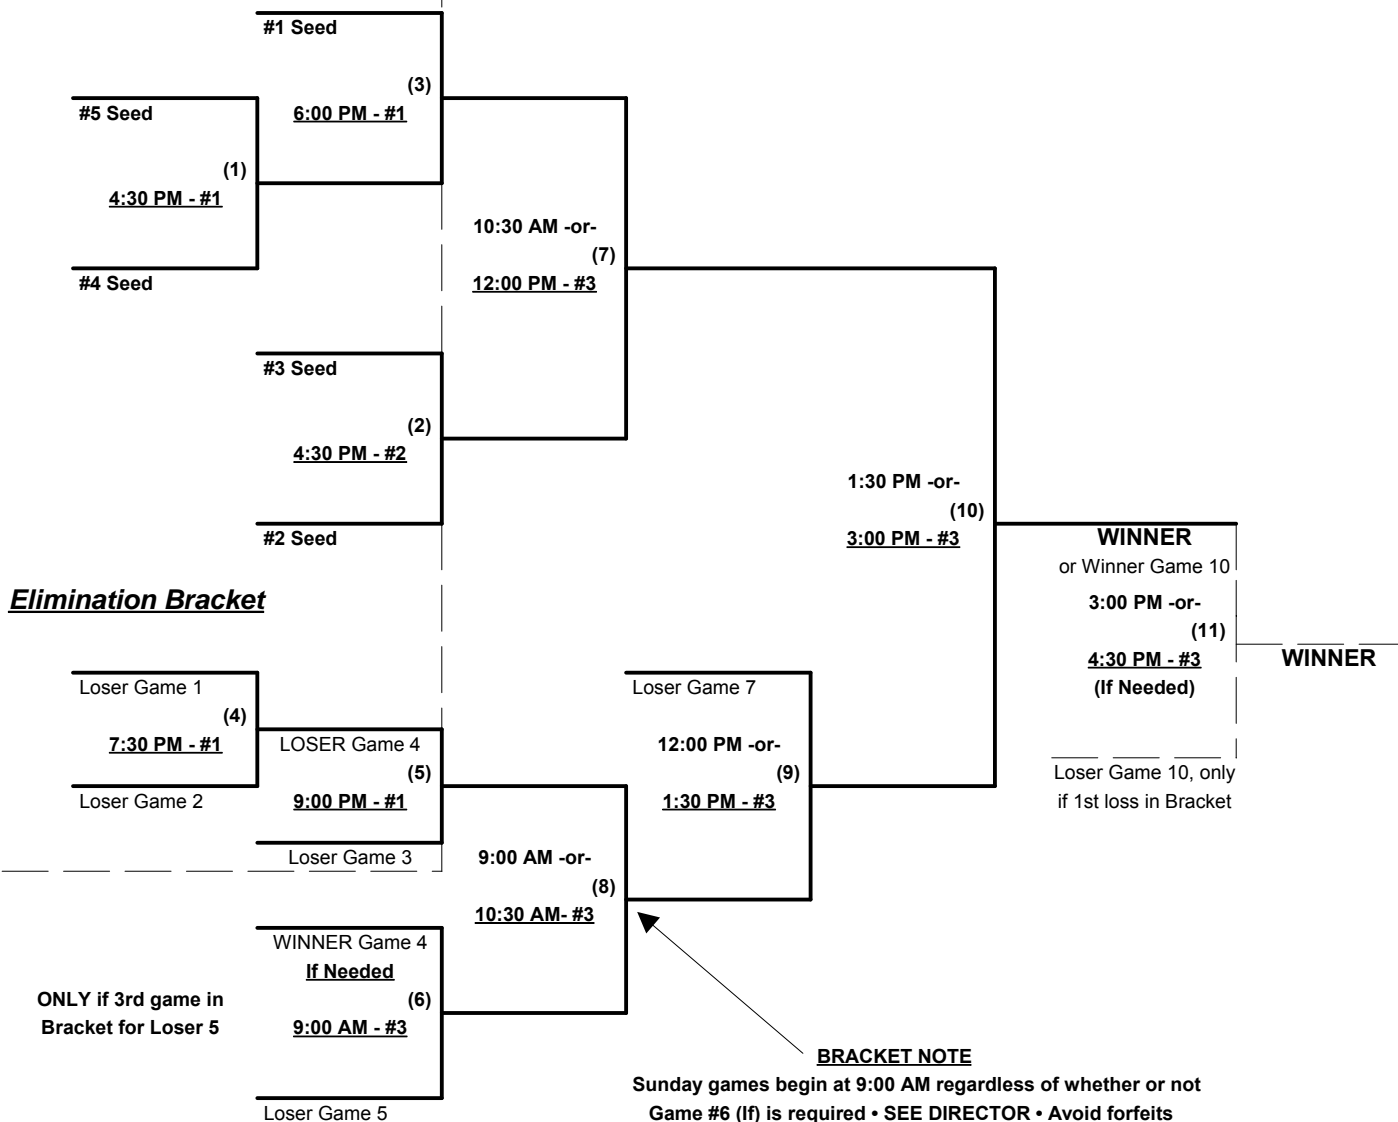 #1 Seed
(3)
6:00 PM - #1
#5 Seed
(1)
4:30 PM - #1
#4 Seed
10:30 AM -or-
(7)
12:00 PM - #3
#3 Seed
(2)
4:30 PM - #2
#2 Seed
1:30 PM -or-
(10)
3:00 PM - #3
WINNER
or Winner Game 10
3:00 PM -or-
(11)
4:30 PM - #3
(If Needed)
WINNER
Loser Game 10, only
if 1st loss in Bracket
Elimination Bracket
Loser Game 1
(4)
7:30 PM - #1
Loser Game 2
LOSER Game 4
(5)
9:00 PM - #1
Loser Game 3
Loser Game 7
12:00 PM -or-
(9)
1:30 PM - #3
9:00 AM -or-
(8)
10:30 AM- #3
WINNER Game 4
If Needed
(6)
9:00 AM - #3
Loser Game 5
ONLY if 3rd game in
Bracket for Loser 5
BRACKET NOTE
Sunday games begin at 9:00 AM regardless of whether or not
Game #6 (If) is required • SEE DIRECTOR • Avoid forfeits